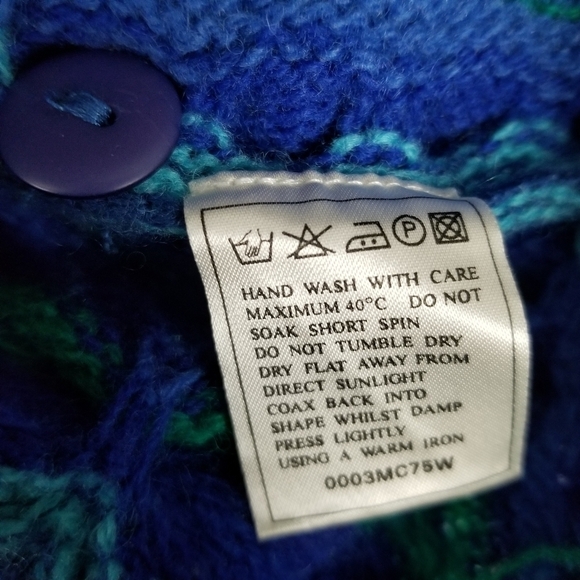 P
HAND WASH WITH CARE
MAXIMUM 40°C DO NOT
SOAK SHORT SPIN
DO NOT TUMBLE DRY
DRY FLAT AWAY FROM
DIRECT SUNLIGHT
COAX BACK INTO
SHAPE WHILST DAMP
PRESS LIGHTLY
USING A WARM IRON
0003MC75W